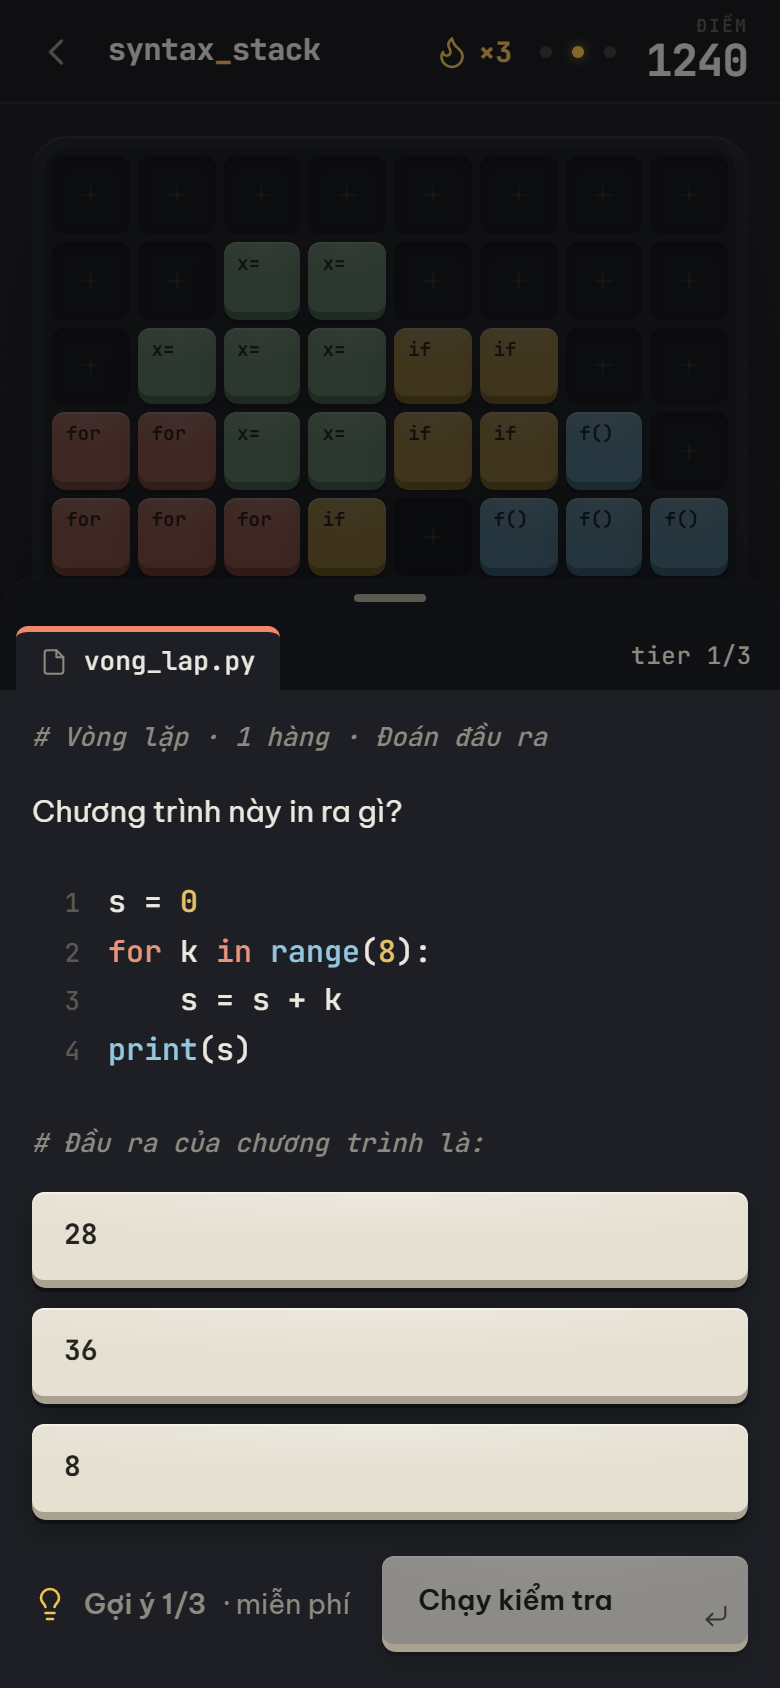 syntax_stack
×3
ĐIỂM
1240
x= x=
x= x= x= if if
for for x= x= if if f()
for for for if f() f() f()
vong_lap.py
tier 1/3
# Vòng lặp · 1 hàng · Đoán đầu ra
Chương trình này in ra gì?
1 s = 0
2 for k in range(8):
3 s = s + k
4 print(s)
# Đầu ra của chương trình là:
28
36
8
Gợi ý 1/3 · miễn phí
Chạy kiểm tra